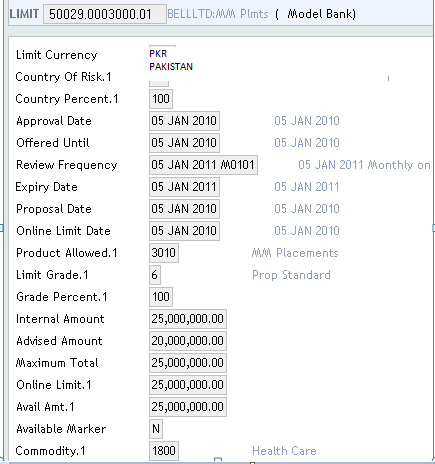 LIMIT 50029.0003000.01 BELLLTD:MM Plmts ( Model Bank)
Limit Currency PKR
Country Of Risk.1 PAKISTAN
Country Percent.1 100
Approval Date 05 JAN 2010 05 JAN 2010
Offered Until 05 JAN 2010 05 JAN 2010
Review Frequency 05 JAN 2011 M0101 05 JAN 2011 Monthly on
Expiry Date 05 JAN 2011 05 JAN 2011
Proposal Date 05 JAN 2010 05 JAN 2010
Online Limit Date 05 JAN 2010 05 JAN 2010
Product Allowed.1 3010 MM Placements
Limit Grade.1 6 Prop Standard
Grade Percent.1 100
Internal Amount 25,000,000.00
Advised Amount 20,000,000.00
Maximum Total 25,000,000.00
Online Limit.1 25,000,000.00
Avail Amt.1 25,000,000.00
Available Marker N
Commodity.1 1800 Health Care